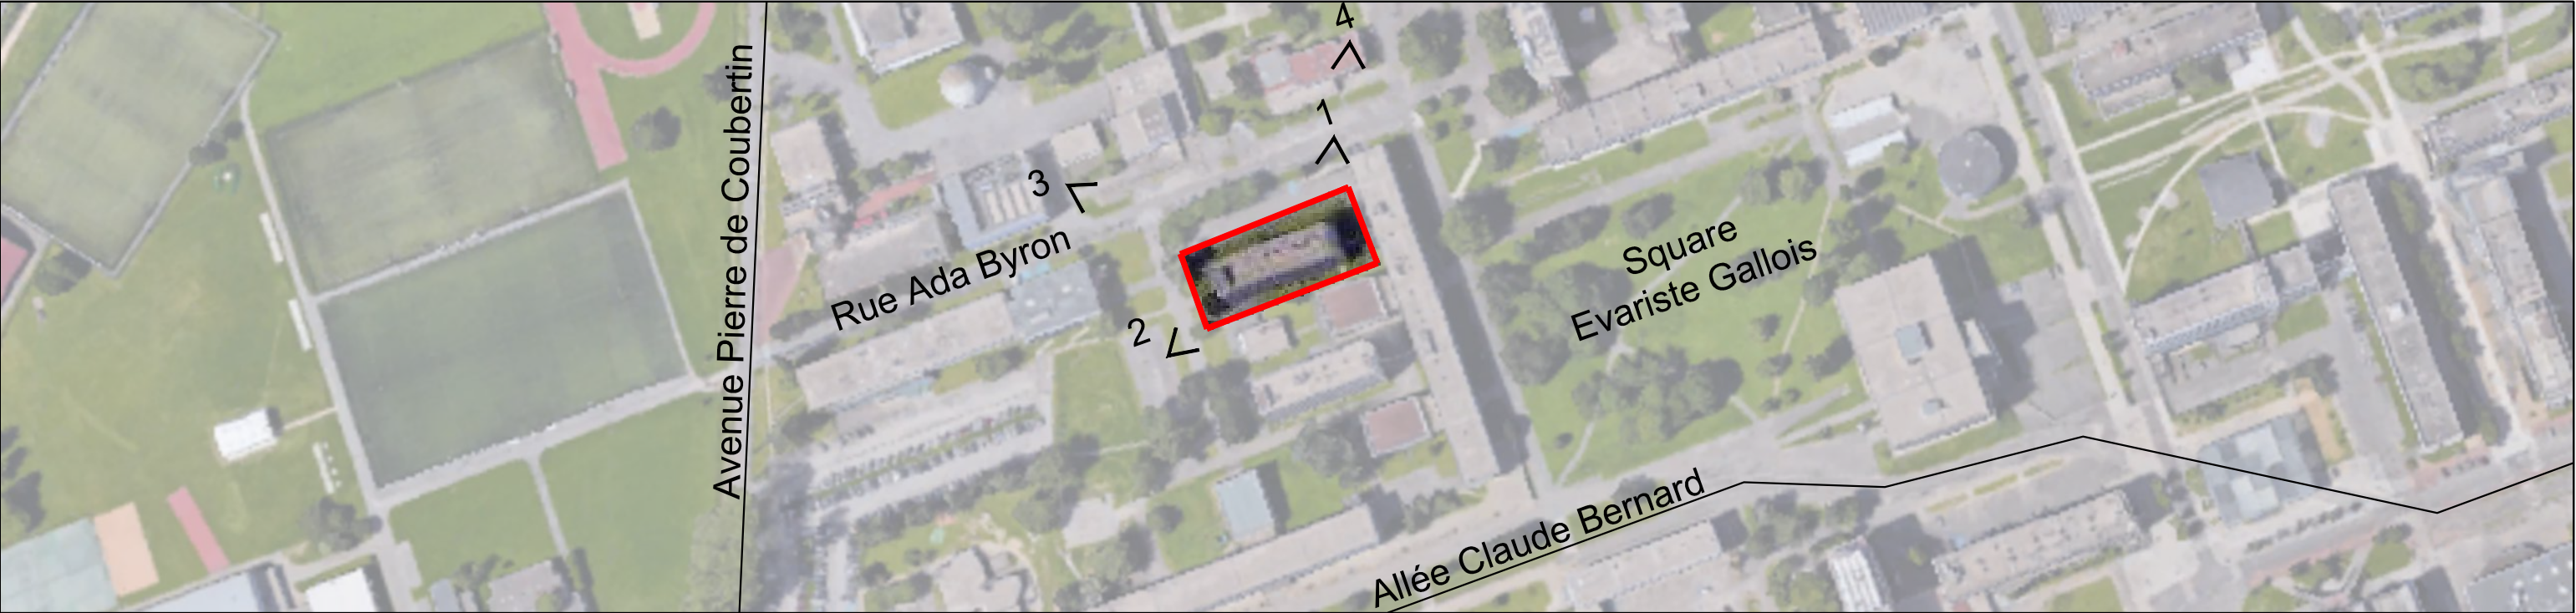 4
1
3
2
Avenue Pierre de Coubertin
Rue Ada Byron
Square
Evariste Gallois
Allée Claude Bernard